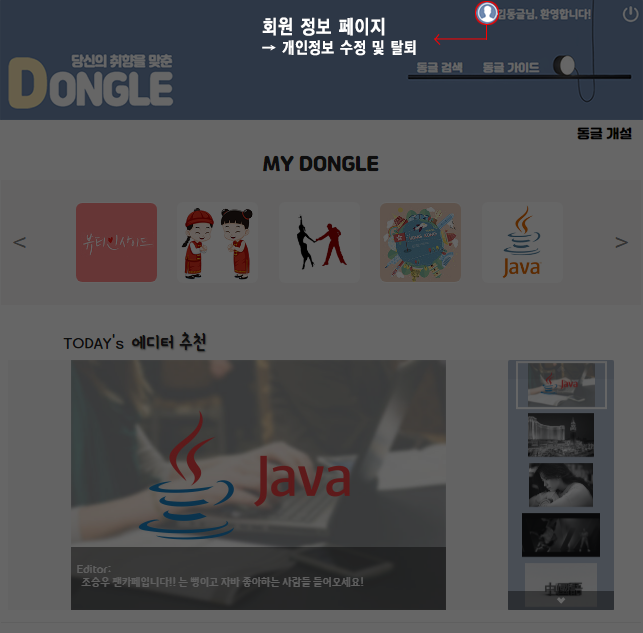 회원 정보 페이지
→ 개인정보 수정 및 탈퇴
김동글님, 환영합니다!
당신의 취향을 맞춘
DONGLE
동글 검색
동글 가이드
동글 개설
MY DONGLE
<
뷰티인사이드
Java
>
TODAY's 에디터 추천
Java
Java
Editor:
조승우 팬카페입니다!! 는 뻥이고 자바 좋아하는 사람들 들어오세요!